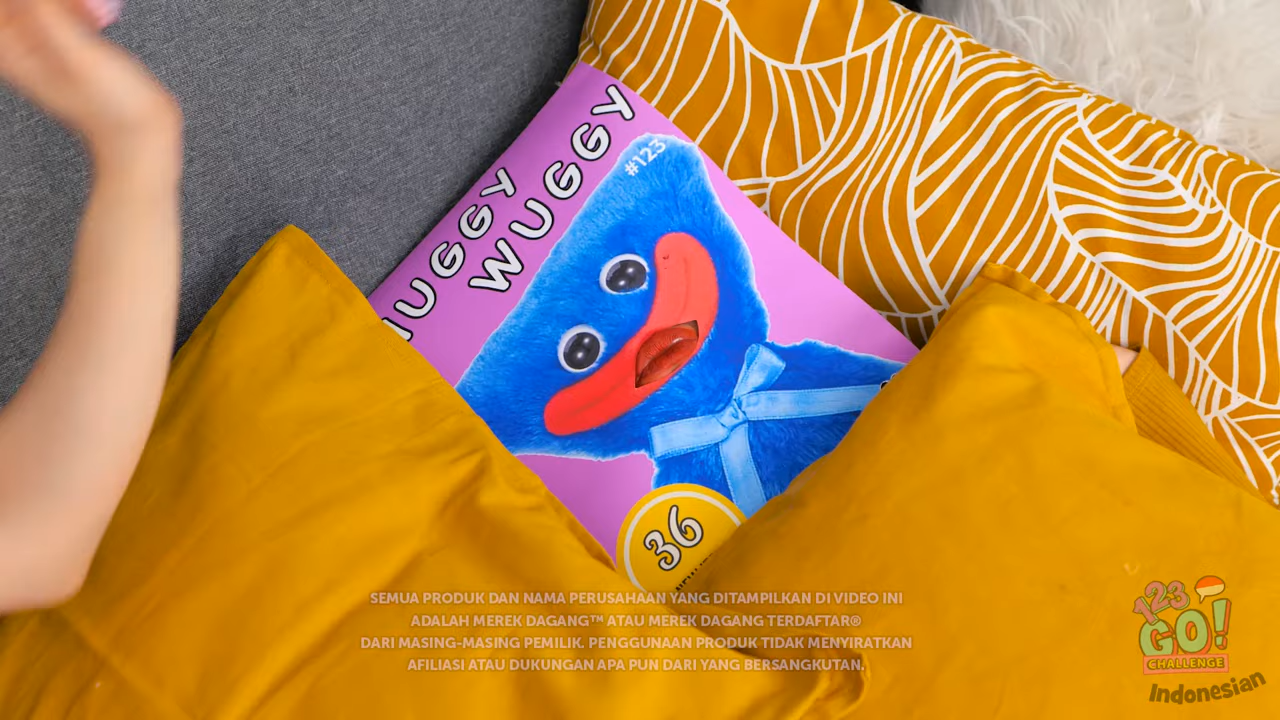 HUGGY
WUGGY
#123
36
SEMUA PRODUK DAN NAMA PERUSAHAAN YANG DITAMPILKAN DI VIDEO INI
ADALAH MEREK DAGANG™ ATAU MEREK DAGANG TERDAFTAR®
DARI MASING-MASING PEMILIK. PENGGUNAAN PRODUK TIDAK MENYIRATKAN
AFILIASI ATAU DUKUNGAN APA PUN DARI YANG BERSANGKUTAN.
123
GO!
CHALLENGE
Indonesian